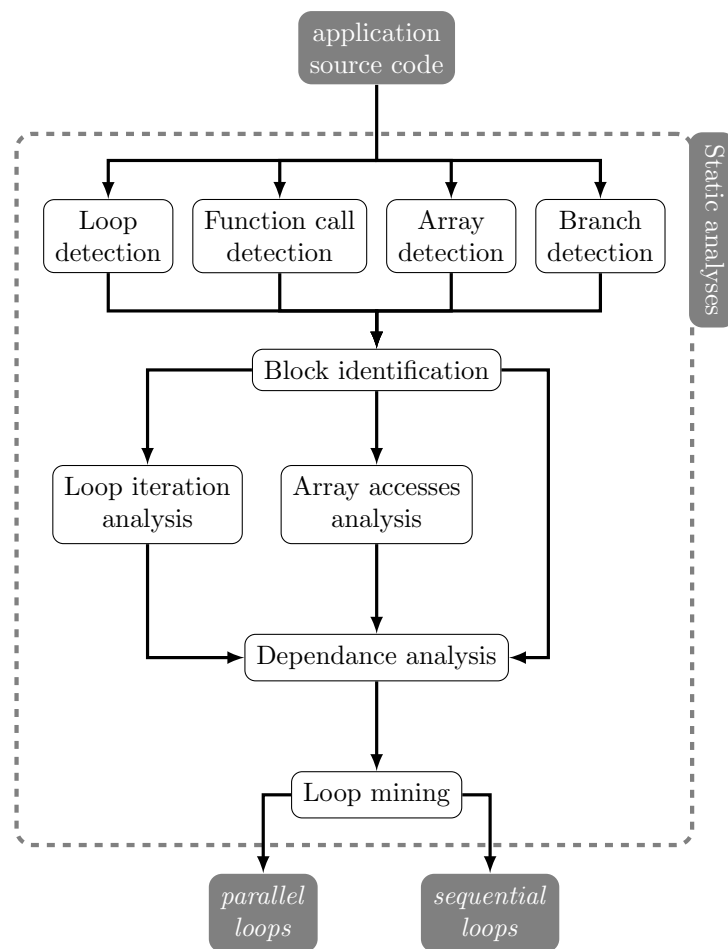 application
source code
Static analyses
Loop
detection
Function call
detection
Array
detection
Branch
detection
Block identification
Loop iteration
analysis
Array accesses
analysis
Dependance analysis
Loop mining
parallel
loops
sequential
loops